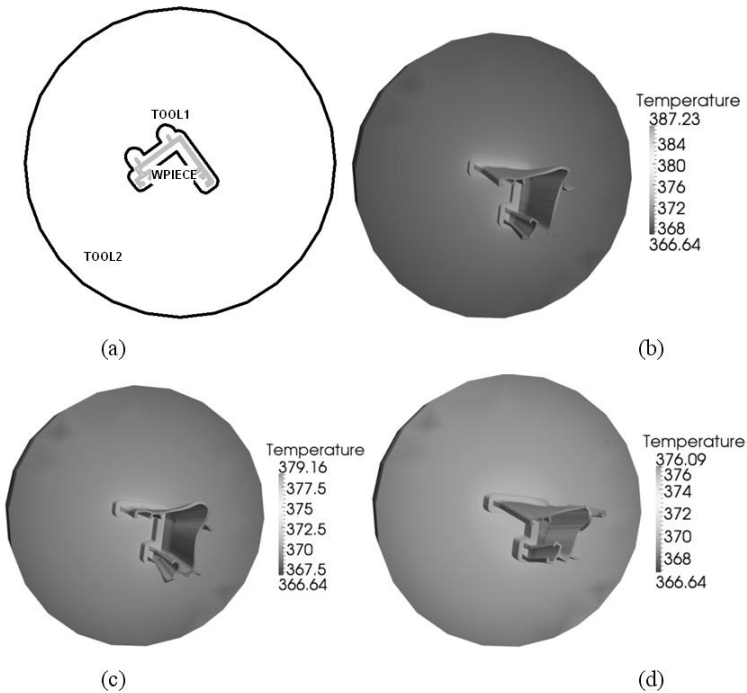 TOOL1
WPIECE
TOOL2
(a)
Temperature
387.23
384
380
376
372
368
366.64
(b)
Temperature
379.16
377.5
375
372.5
370
367.5
366.64
(c)
Temperature
376.09
376
374
372
370
368
366.64
(d)